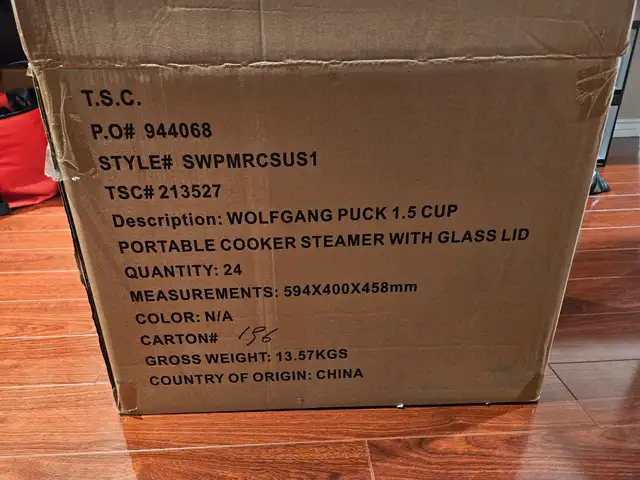 T.S.C.
P.O# 944068
STYLE# SWPMRCSUS1
TSC# 213527
Description: WOLFGANG PUCK 1.5 CUP
PORTABLE COOKER STEAMER WITH GLASS LID
QUANTITY: 24
MEASUREMENTS: 594X400X458mm
COLOR: N/A
CARTON# 196
GROSS WEIGHT: 13.57KGS
COUNTRY OF ORIGIN: CHINA